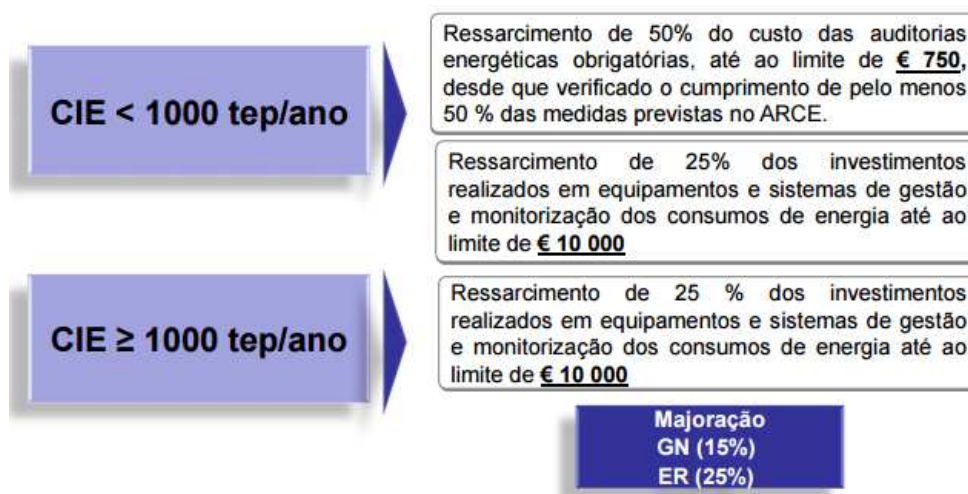 CIE < 1000 tep/ano
Ressarcimento de 50% do custo das auditorias
energéticas obrigatórias, até ao limite de € 750,
desde que verificado o cumprimento de pelo menos
50 % das medidas previstas no ARCE.
Ressarcimento de 25% dos investimentos
realizados em equipamentos e sistemas de gestão
e monitorização dos consumos de energia até ao
limite de € 10 000
CIE ≥ 1000 tep/ano
Ressarcimento de 25 % dos investimentos
realizados em equipamentos e sistemas de gestão
e monitorização dos consumos de energia até ao
limite de € 10 000
Majoração
GN (15%)
ER (25%)